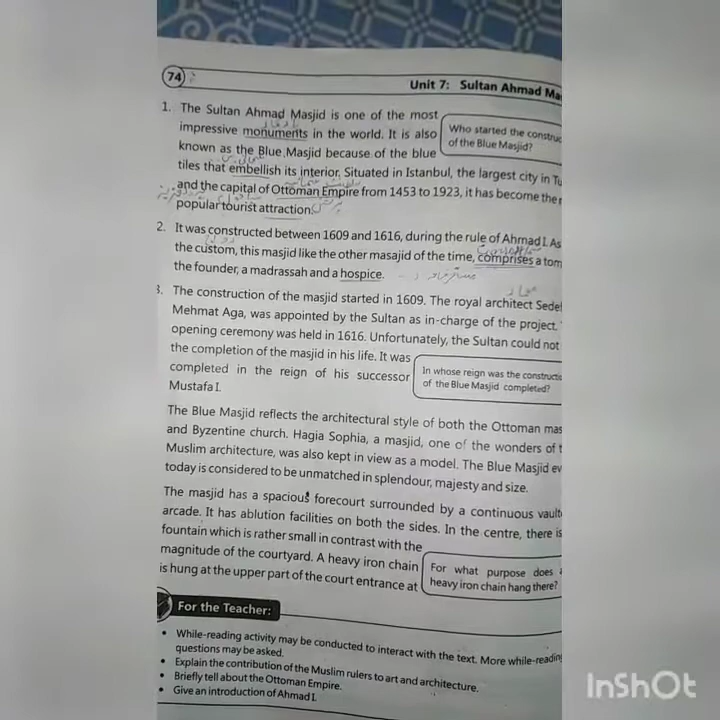 74
Unit 7: Sultan Ahmad
1. The Sultan Ahmad Masjid is one of the most
impressive monuments in the world. It is also
known as the Blue Masjid because of the blue
tiles that embellish its interior. Situated in Istanbul, the largest city in
and the capital of Ottoman Empire from 1453 to 1923, it has become the
popular tourist attraction.
Who started the
of the Blue Masjid?
2. It was constructed between 1609 and 1616, during the rule of Ahmad I. As
the custom, this masjid like the other masajid of the time, comprises a
the founder, a madrassah and a hospice.
3. The construction of the masjid started in 1609. The royal architect
Mehmat Aga, was appointed by the Sultan as in-charge of the project.
opening ceremony was held in 1616. Unfortunately, the Sultan could not
the completion of the masjid in his life. It was
completed in the reign of his successor
Mustafa I.
In whose reign was the
of the Blue Masjid completed?
The Blue Masjid reflects the architectural style of both the Ottoman
and Byzentine church. Hagia Sophia, a masjid, one of the wonders of
Muslim architecture, was also kept in view as a model. The Blue Masjid
today is considered to be unmatched in splendour, majesty and size.
The masjid has a spacious forecourt surrounded by a continuous
arcade. It has ablution facilities on both the sides. In the centre, there is
fountain which is rather small in contrast with the
magnitude of the courtyard. A heavy iron chain
is hung at the upper part of the court entrance at
For what purpose does
heavy iron chain hang there?
For the Teacher:
• While-reading activity may be conducted to interact with the text. More while-reading
questions may be asked.
• Explain the contribution of the Muslim rulers to art and architecture.
• Briefly tell about the Ottoman Empire.
• Give an introduction of Ahmad I.
InShOt